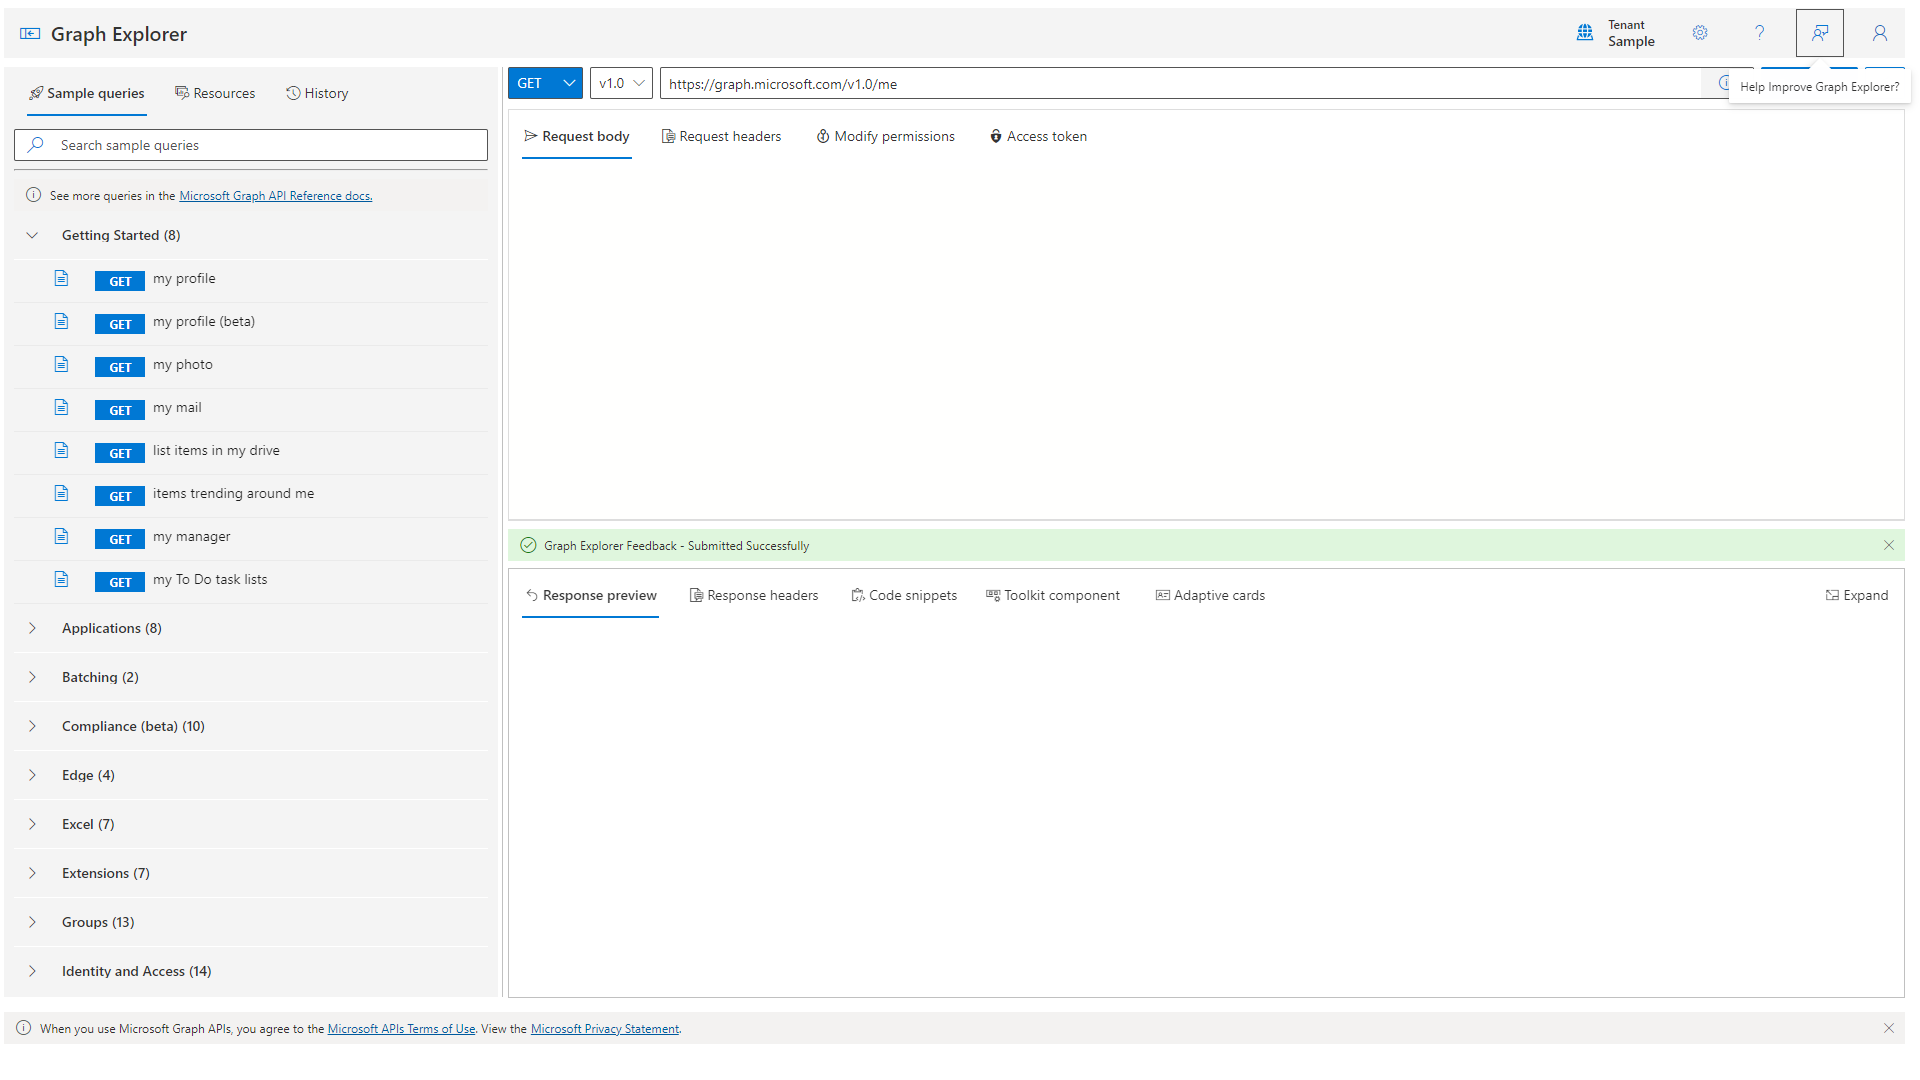 Graph Explorer
Tenant
Sample
?
Help Improve Graph Explorer?
Sample queries
Resources
History
Search sample queries
See more queries in the Microsoft Graph API Reference docs.
Getting Started (8)
GET my profile
GET my profile (beta)
GET my photo
GET my mail
GET list items in my drive
GET items trending around me
GET my manager
GET my To Do task lists
Applications (8)
Batching (2)
Compliance (beta) (10)
Edge (4)
Excel (7)
Extensions (7)
Groups (13)
Identity and Access (14)
GET
v1.0
https://graph.microsoft.com/v1.0/me
Request body
Request headers
Modify permissions
Access token
Graph Explorer Feedback - Submitted Successfully
Response preview
Response headers
Code snippets
Toolkit component
Adaptive cards
Expand
When you use Microsoft Graph APIs, you agree to the Microsoft APIs Terms of Use. View the Microsoft Privacy Statement.